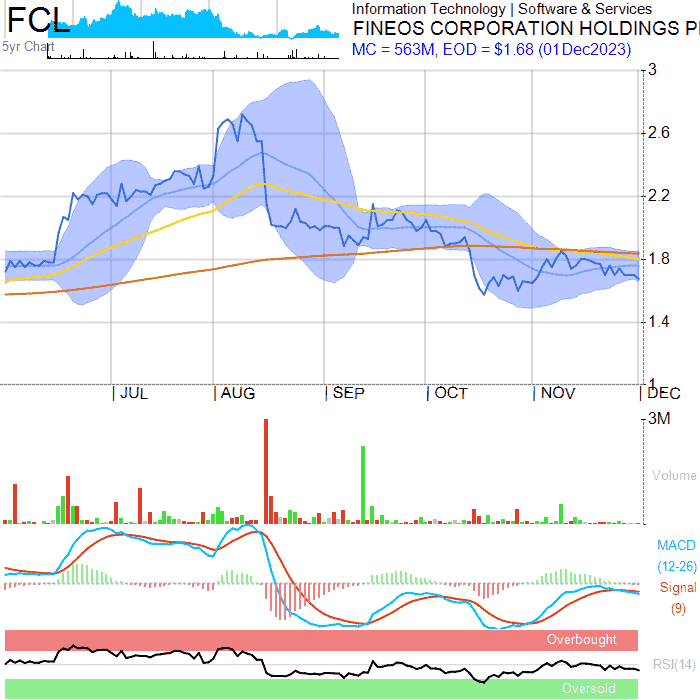 FCL
5yr Chart
Information Technology | Software & Services
FINEOS CORPORATION HOLDINGS P
MC = 563M, EOD = $1.68 (01Dec2023)
3
2.6
2.2
1.8
1.4
1
JUL AUG SEP OCT NOV DEC
3M
Volume
MACD
(12-26)
Signal
(9)
Overbought
RSI(14)
Oversold